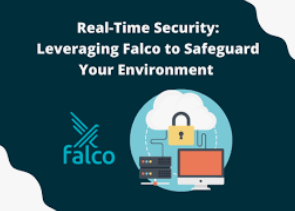 Real-Time Security:
Leveraging Falco to Safeguard
Your Environment
falco